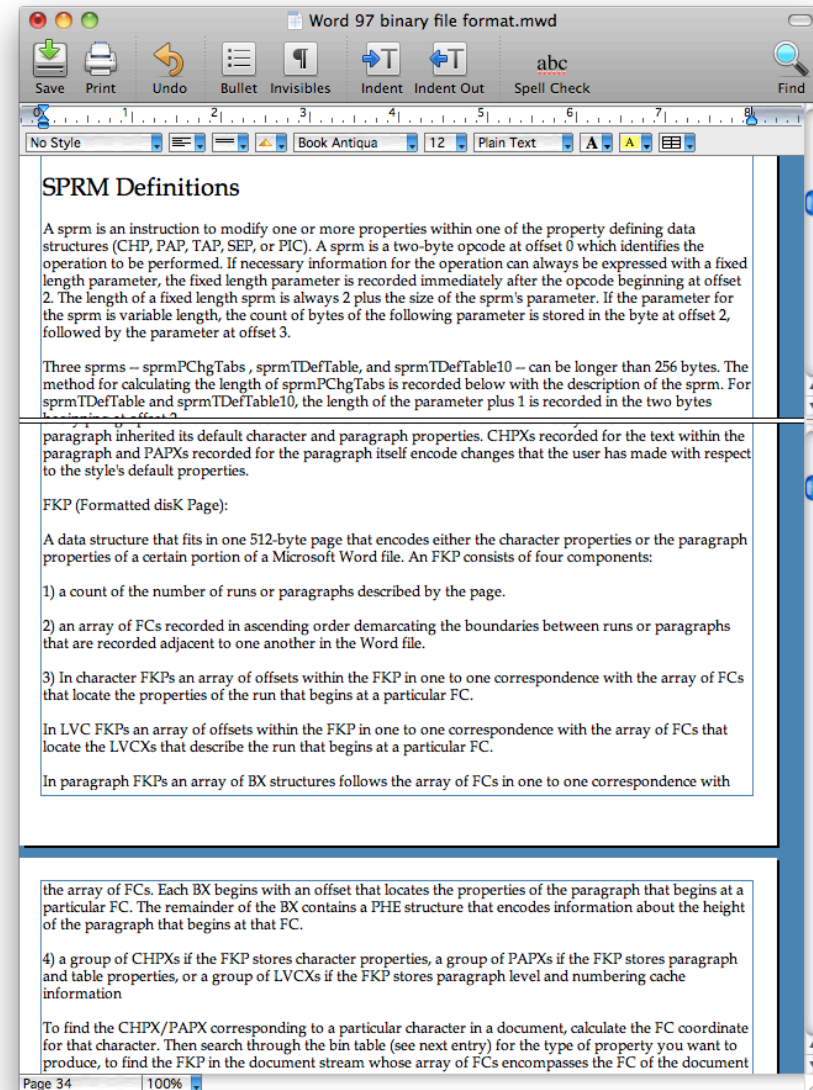 Word 97 binary file format.mwd
Save Print Undo Bullet Invisibles Indent Indent Out Spell Check Find
abc
0 1 2 3 4 5 6 7 8
No Style Book Antiqua 12 Plain Text A A
SPRM Definitions
A sprm is an instruction to modify one or more properties within one of the property defining data
structures (CHP, PAP, TAP, SEP, or PIC). A sprm is a two-byte opcode at offset 0 which identifies the
operation to be performed. If necessary information for the operation can always be expressed with a fixed
length parameter, the fixed length parameter is recorded immediately after the opcode beginning at offset
2. The length of a fixed length sprm is always 2 plus the size of the sprm's parameter. If the parameter for
the sprm is variable length, the count of bytes of the following parameter is stored in the byte at offset 2,
followed by the parameter at offset 3.
Three sprms -- sprmPChgTabs , sprmTDefTable, and sprmTDefTable10 -- can be longer than 256 bytes. The
method for calculating the length of sprmPChgTabs is recorded below with the description of the sprm. For
sprmTDefTable and sprmTDefTable10, the length of the parameter plus 1 is recorded in the two bytes
paragraph inherited its default character and paragraph properties. CHPXs recorded for the text within the
paragraph and PAPXs recorded for the paragraph itself encode changes that the user has made with respect
to the style's default properties.
FKP (Formatted disK Page):
A data structure that fits in one 512-byte page that encodes either the character properties or the paragraph
properties of a certain portion of a Microsoft Word file. An FKP consists of four components:
1) a count of the number of runs or paragraphs described by the page.
2) an array of FCs recorded in ascending order demarcating the boundaries between runs or paragraphs
that are recorded adjacent to one another in the Word file.
3) In character FKPs an array of offsets within the FKP in one to one correspondence with the array of FCs
that locate the properties of the run that begins at a particular FC.
In LVC FKPs an array of offsets within the FKP in one to one correspondence with the array of FCs that
locate the LVCXs that describe the run that begins at a particular FC.
In paragraph FKPs an array of BX structures follows the array of FCs in one to one correspondence with
the array of FCs. Each BX begins with an offset that locates the properties of the paragraph that begins at a
particular FC. The remainder of the BX contains a PHE structure that encodes information about the height
of the paragraph that begins at that FC.
4) a group of CHPXs if the FKP stores character properties, a group of PAPXs if the FKP stores paragraph
and table properties, or a group of LVCXs if the FKP stores paragraph level and numbering cache
information
To find the CHPX/PAPX corresponding to a particular character in a document, calculate the FC coordinate
for that character. Then search through the bin table (see next entry) for the type of property you want to
produce, to find the FKP in the document stream whose array of FCs encompasses the FC of the document
Page 34 100%